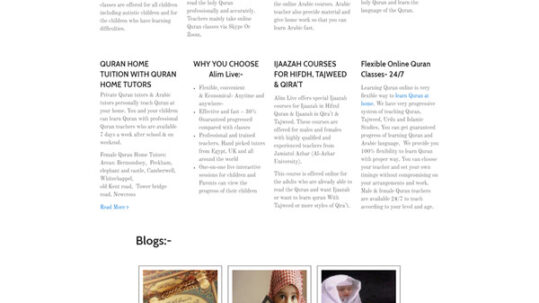 classes are offered for all children
including autistic children and for
the children who have learning
difficulties.
read the holy Quran
professionally and accurately.
Teachers mainly take online
Quran classes via Skype Or
Zoom.
the online Arabic courses. Arabic
teacher also provide material and
give home work so that you can
learn Arabic fast.
holy Quran and learn the
language of the Quran.
QURAN HOME
TUITION WITH QURAN
HOME TUTORS
Private Quran tutors & Arabic
tutors personally teach Quran at
your home. You and your children
can learn Quran with professional
Quran teachers who are available
7 days a week after school & on
weekend.
Female Quran Home Tutors:
Areas: Bermondsey, Peckham,
elephant and castle, Camberwell,
Whitechappel,
old Kent road, Tower bridge
road, Newcross
Read More >
WHY YOU CHOOSE
Alim Live:-
Flexible, convenient
& Economical- Anytime and
anywhere-
Effective and fast – 80%
Guaranteed progressed
compared with classes
Professional and trained
teachers. Hand picked tutors
from Egypt, UK and all
around the world
One-on-one live interactive
sessions for children and
Parents can view the
progress of their children
IJAAZAH COURSES
FOR HIFDH, TAJWEED
& QIRA'T
Alim Live offers special Ijazah
courses for Ijaazah in Hifzul
Quran & Ijaazah in Qira't &
Tajweed. These courses are
offered for males and females
with highly qualified and
experienced teachers from
Jamiatul Azhar (Al-Azhar
University).
This course is offered online for
the adults who are already able to
read the Quran and want Ijaazah
or want to learn quran With
Tajweed or more styles of Qira't.
Flexible Online Quran
Classes- 24/7
Learning Quran online is very
flexible way to learn Quran at
home. We have very progressive
system of teaching Quran,
Tajweed, Urdu and Islamic
Studies. You can get guaranteed
progress of learning Quran and
Arabic language. We provide you
100% flexibility to learn Quran
with proper way, You can choose
your teacher and set your own
timings without compromising on
your arrangements and work.
Male & female Quran teachers
are available 24/7 to teach
according to your level and age.
Blogs:-